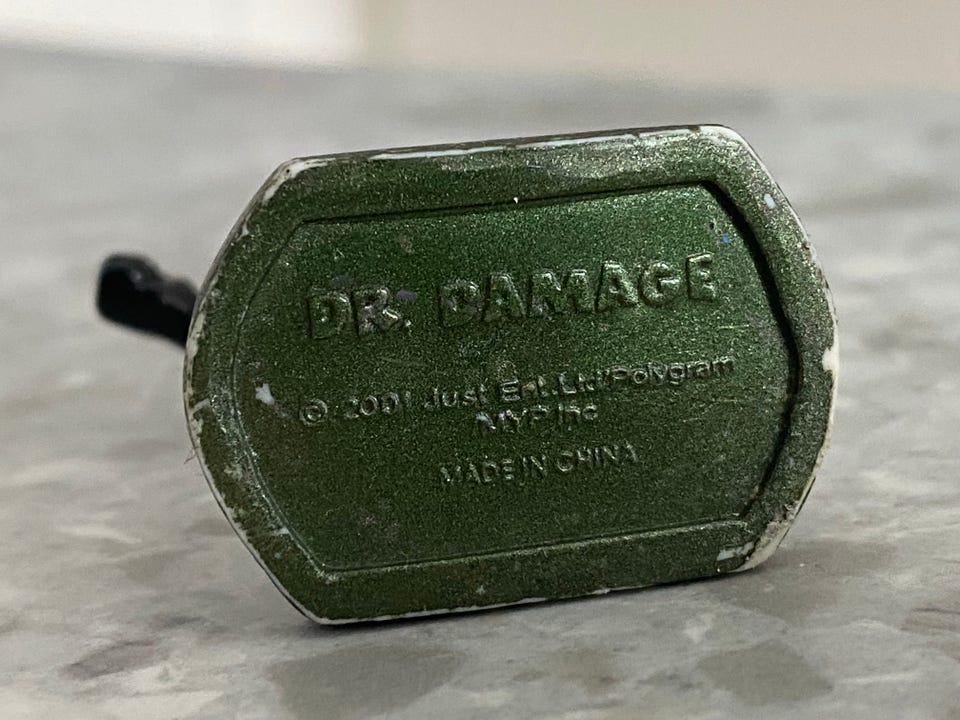 DR. DAMAGE
© 2001 Just Ent.Ltd/Polygram
MYP Inc
MADE IN CHINA